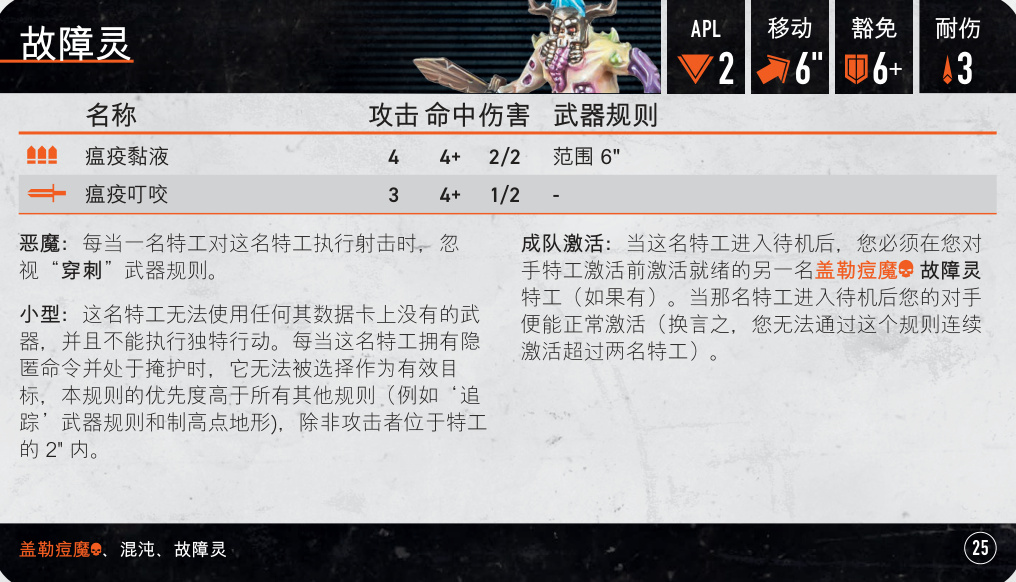 故障灵
APL 移动 豁免 耐伤
2 6" 6+ 3
名称 攻击 命中 伤害 武器规则
瘟疫黏液 4 4+ 2/2 范围 6"
瘟疫叮咬 3 4+ 1/2 -
恶魔：每当一名特工对这名特工执行射击时，忽
视“穿刺”武器规则。
小型：这名特工无法使用任何其数据卡上没有的武
器，并且不能执行独特行动。每当这名特工拥有隐
匿命令并处于掩护时，它无法被选择作为有效目
标，本规则的优先度高于所有其他规则（例如‘追
踪’武器规则和制高点地形)，除非攻击者位于特工
的 2" 内。
成队激活：当这名特工进入待机后，您必须在您对
手特工激活前激活就绪的另一名盖勒痘魔 故障灵
特工（如果有）。当那名特工进入待机后您的对手
便能正常激活（换言之，您无法通过这个规则连续
激活超过两名特工）。
盖勒痘魔、混沌、故障灵
25